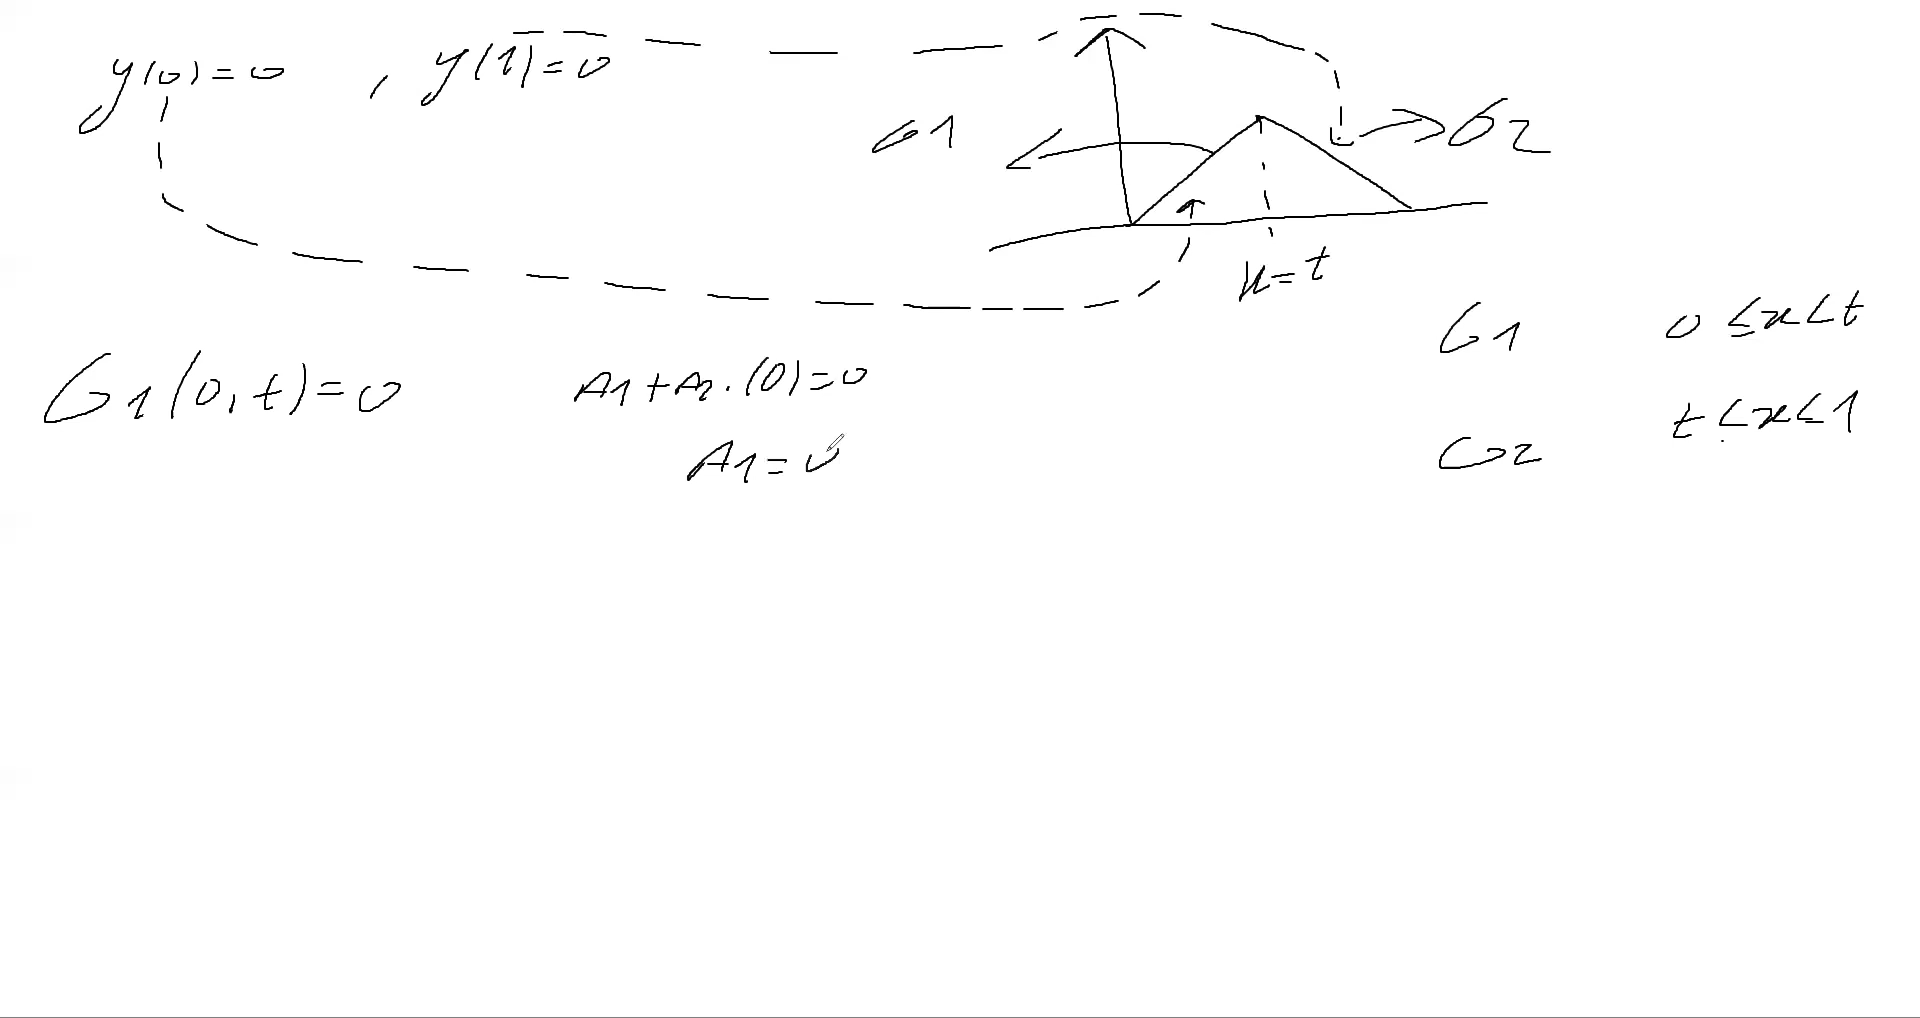 y(0)=0 , y(1)=0
G1
G2
x=t
G1 0≤x<t
G1(0,t)=0 A1+A2.(0)=0
G2 t<x≤1
A1=0